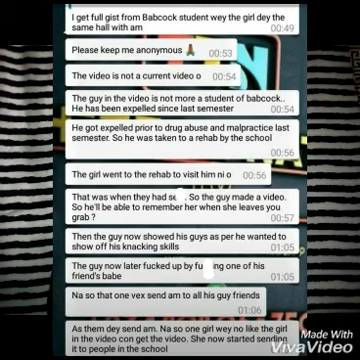 I get full gist from Babcock student wey the girl dey the
same hall with am
00:49
Please keep me anonymous 🙏 00:53
The video is not a current video o 00:54
The guy in the video is not more a student of babcock..
He has been expelled since last semester 00:54
He got expelled prior to drug abuse and malpractice last
semester. So he was taken to a rehab by the school
00:56
The girl went to the rehab to visit him ni o 00:56
That was when they had se . So the guy made a video.
So he'll be able to remember her when she leaves you
grab ? 00:57
Then the guy now showed his guys as per he wanted to
show off his knacking skills 01:05
The guy now later fucked up by fu ng one of his
friend's babe 01:05
Na so that one vex send am to all his guy friends
01:06
As them dey send am. Na so one girl wey no like the girl
in the video con get the video. She now started sending
it to people in the school
Made With
VivaVideo